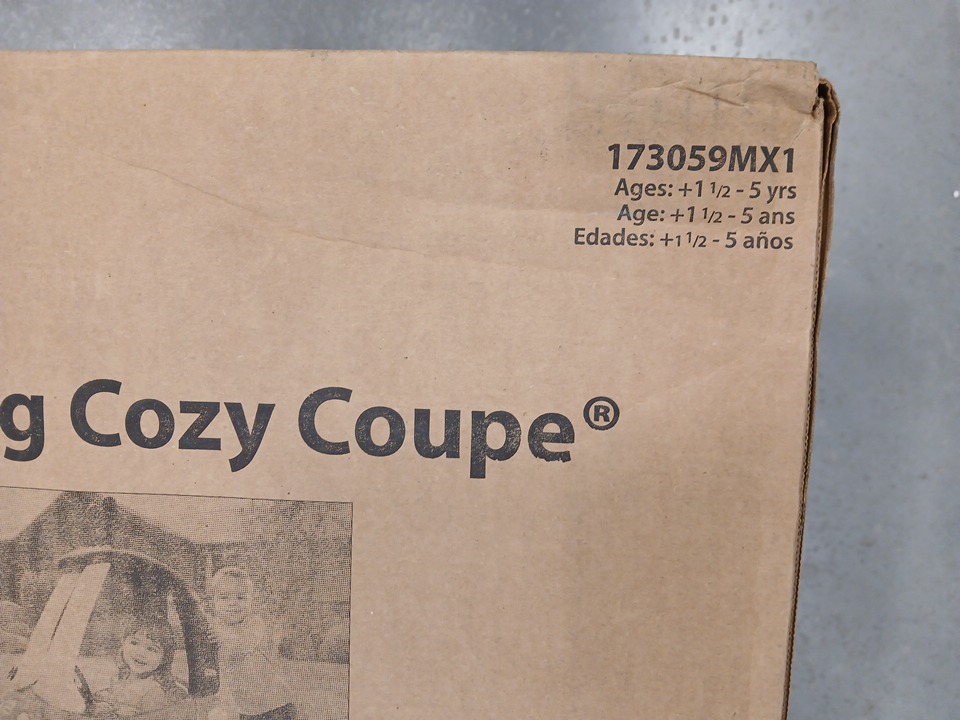 173059MX1
Ages: +1 1/2 - 5 yrs
Age: +1 1/2 - 5 ans
Edades: +1 1/2 - 5 años
g Cozy Coupe®